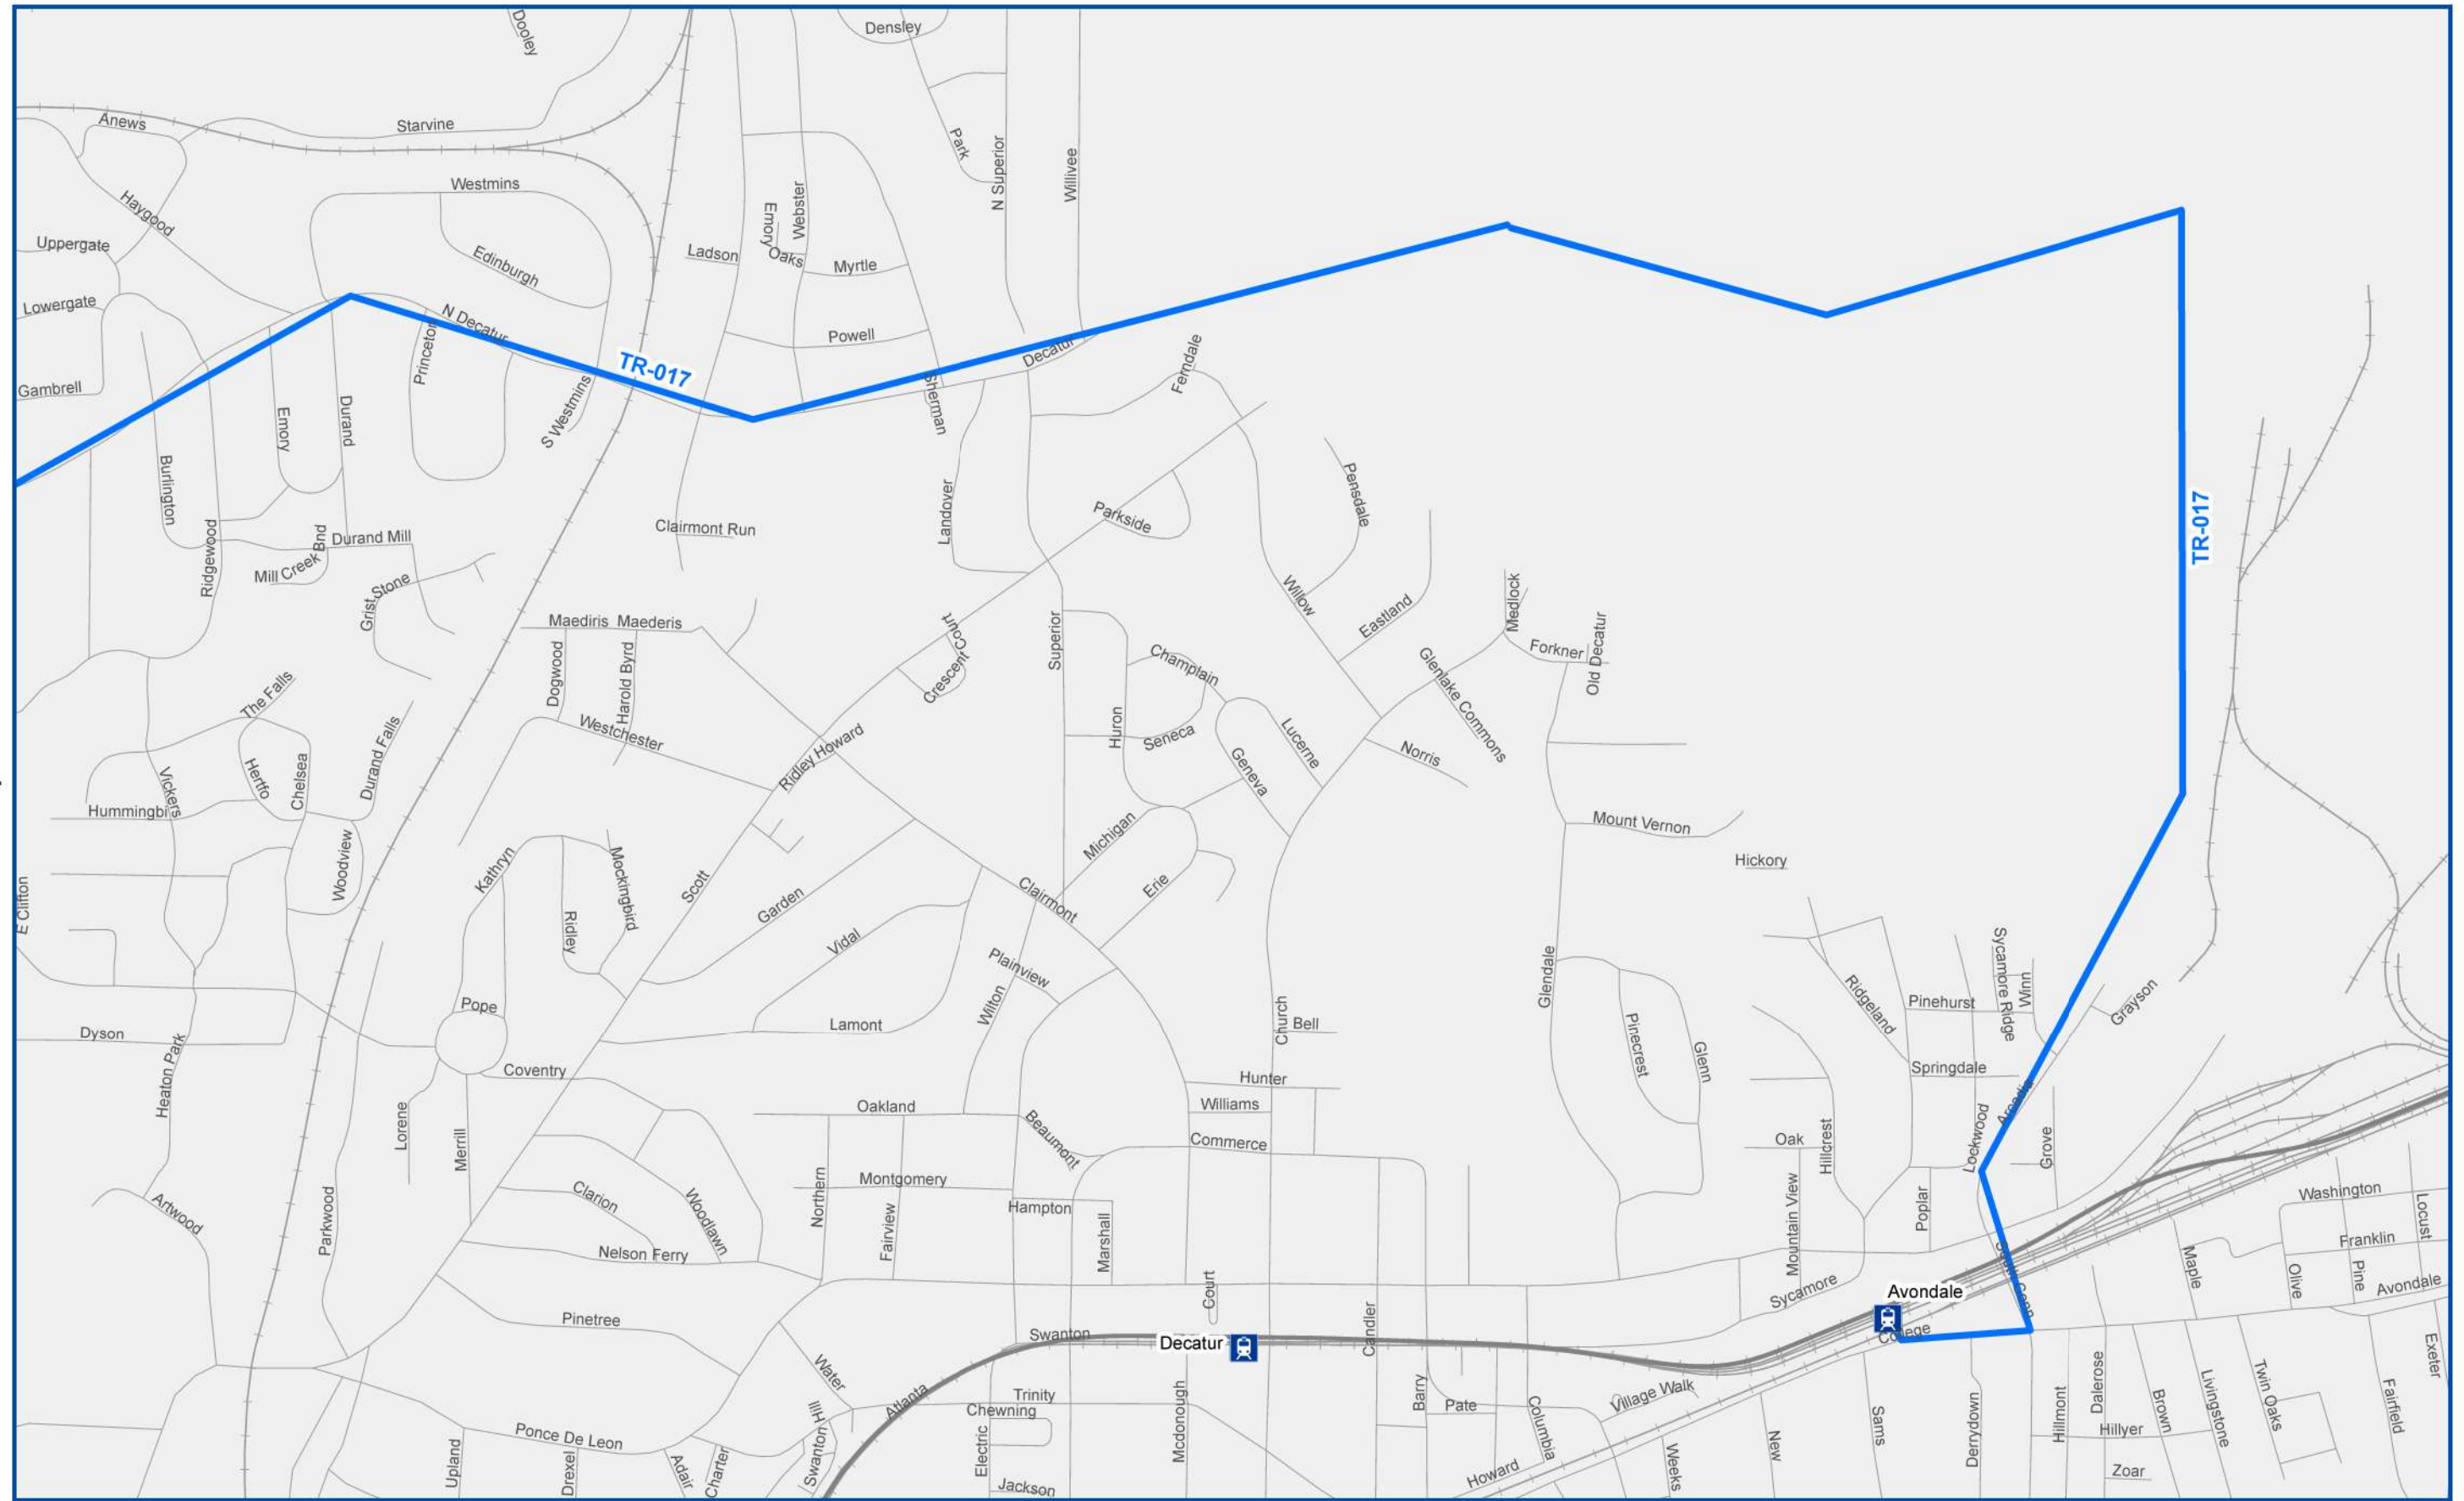 Dooley
Densley
Anews
Starvine
Park
N Superior
Willivee
Westmins
Haygood
Emory
Oaks
Webster
Uppergate
Edinburgh
Ladson
Myrtle
Lowergate
N Decatur
Powell
Decatur
Princeton
TR-017
Ferndale
Gambrell
Sherman
S Westmins
Emory
Durand
Burlington
Ridgewood
Landover
Parkside
Pensdale
TR-017
Clairmont Run
Durand Mill
Mill Creek Bnd
Grist Stone
Willow
Eastland
Medlock
Forkner
Old Decatur
Maediris
Maederis
Crescent Court
Superior
Champlain
Glenlake Commons
Dogwood
Harold Byrd
Westchester
Ridley Howard
Huron
Seneca
Lucerne
Geneva
Norris
The Falls
Hertfo
Chelsea
Durand Falls
Vickers
Hummingbirs
Woodview
Michigan
Mount Vernon
Hickory
Kathryn
Mockingbird
Scott
Garden
Clairmont
Erie
E Clifton
Ridley
Vidal
Plainview
Wilton
Glendale
Ridgeland
Sycamore Ridge
Winn
Pinehurst
Grayson
Pope
Lamont
Church
Bell
Pinecrest
Glenn
Dyson
Heaton Park
Coventry
Hunter
Springdale
Arcadia
Lorene
Merrill
Oakland
Beaumont
Williams
Commerce
Oak
Hillcrest
Lockwood
Grove
Artwood
Parkwood
Clarion
Woodlawn
Northern
Montgomery
Fairview
Hampton
Marshall
Mountain View
Poplar
Washington
Locust
Nelson Ferry
Franklin
Maple
Olive
Pine
Avondale
Court
Sycamore
Avondale
College
Pinetree
Swanton
Decatur
Candler
Water
Atlanta
Trinity
Chewning
Mcdonough
Barry
Pate
Columbia
Village Walk
Exeter
Ponce De Leon
Upland
Drexel
Adair
Charter
Swanton Hill
Electric
Jackson
Howard
Weeks
New
Sams
Derrydown
Hillmont
Dalerose
Hillyer
Zoar
Brown
Livingstone
Twin Oaks
Fairfield